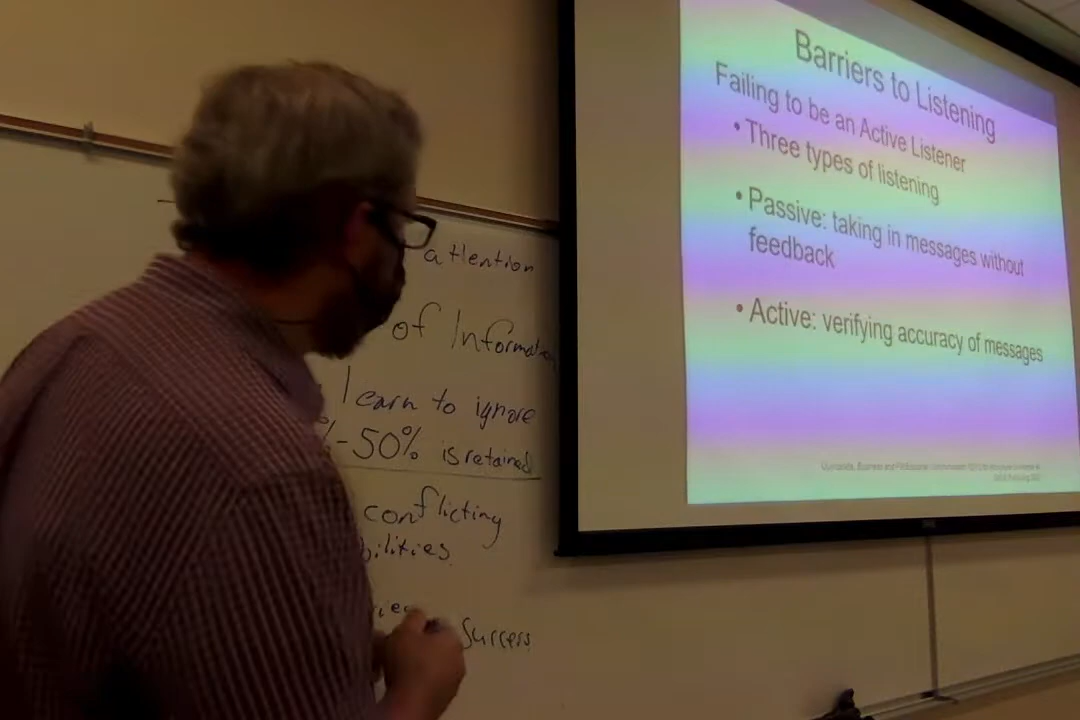 attention
of Information
learn to ignore
-50% is retained
conflicting
Success
Barriers to Listening
Failing to be an Active Listener
• Three types of listening
• Passive: taking in messages without
feedback
• Active: verifying accuracy of messages